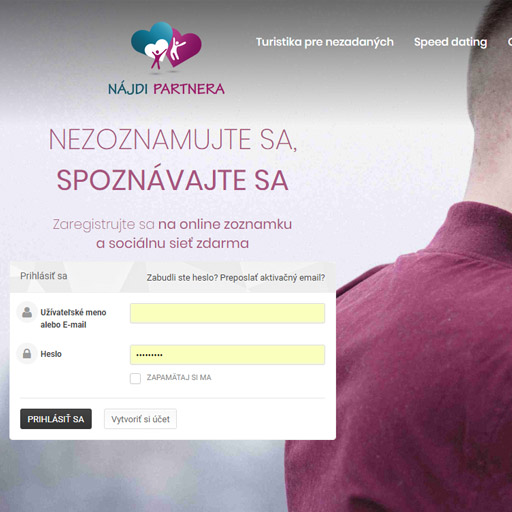 NÁJDI PARTNERA
Turistika pre nezadaných Speed dating
NEZOZNAMUJTE SA,
SPOZNÁVAJTE SA
Zaregistrujte sa na online zoznamku
a sociálnu sieť zdarma
Prihlásiť sa Zabudli ste heslo? Preposlať aktivačný email?
Užívateľské meno
alebo E-mail
Heslo •••••••••
ZAPAMÄTAJ SI MA
PRIHLÁSIŤ SA Vytvoriť si účet